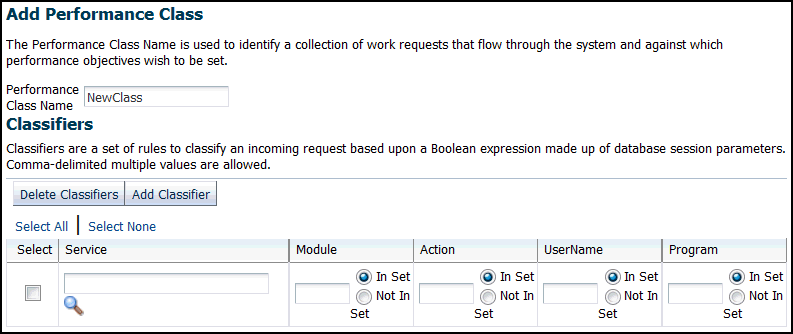 Add Performance Class
The Performance Class Name is used to identify a collection of work requests that flow through the system and against which
performance objectives wish to be set.
Performance
Class Name NewClass
Classifiers
Classifiers are a set of rules to classify an incoming request based upon a Boolean expression made up of database session parameters.
Comma-delimited multiple values are allowed.
Delete Classifiers Add Classifier
Select All Select None
Select Service Module Action UserName Program
In Set In Set In Set In Set
Not In Not In Not In Not In
Set Set Set Set